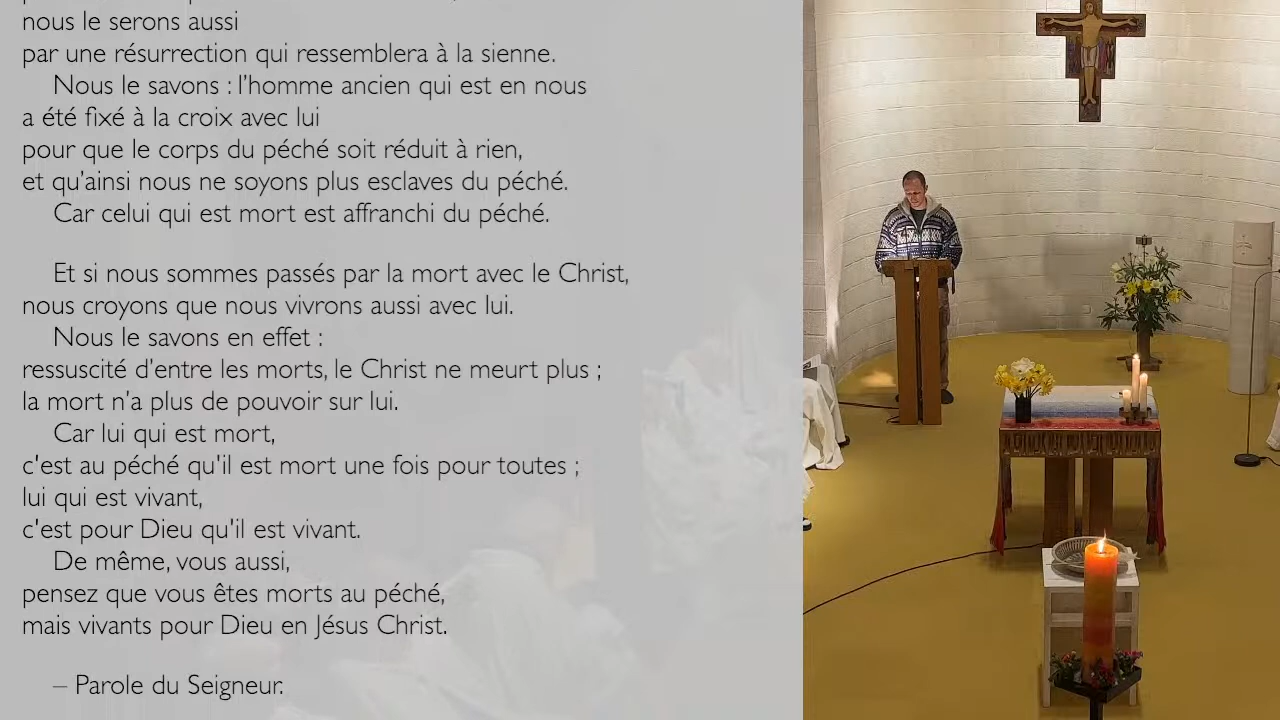 nous le serons aussi
par une résurrection qui ressemblera à la sienne.
Nous le savons : l’homme ancien qui est en nous
a été fixé à la croix avec lui
pour que le corps du péché soit réduit à rien,
et qu’ainsi nous ne soyons plus esclaves du péché.
Car celui qui est mort est affranchi du péché.
Et si nous sommes passés par la mort avec le Christ,
nous croyons que nous vivrons aussi avec lui.
Nous le savons en effet :
ressuscité d’entre les morts, le Christ ne meurt plus ;
la mort n’a plus de pouvoir sur lui.
Car lui qui est mort,
c'est au péché qu'il est mort une fois pour toutes ;
lui qui est vivant,
c'est pour Dieu qu'il est vivant.
De même, vous aussi,
pensez que vous êtes morts au péché,
mais vivants pour Dieu en Jésus Christ.
– Parole du Seigneur.